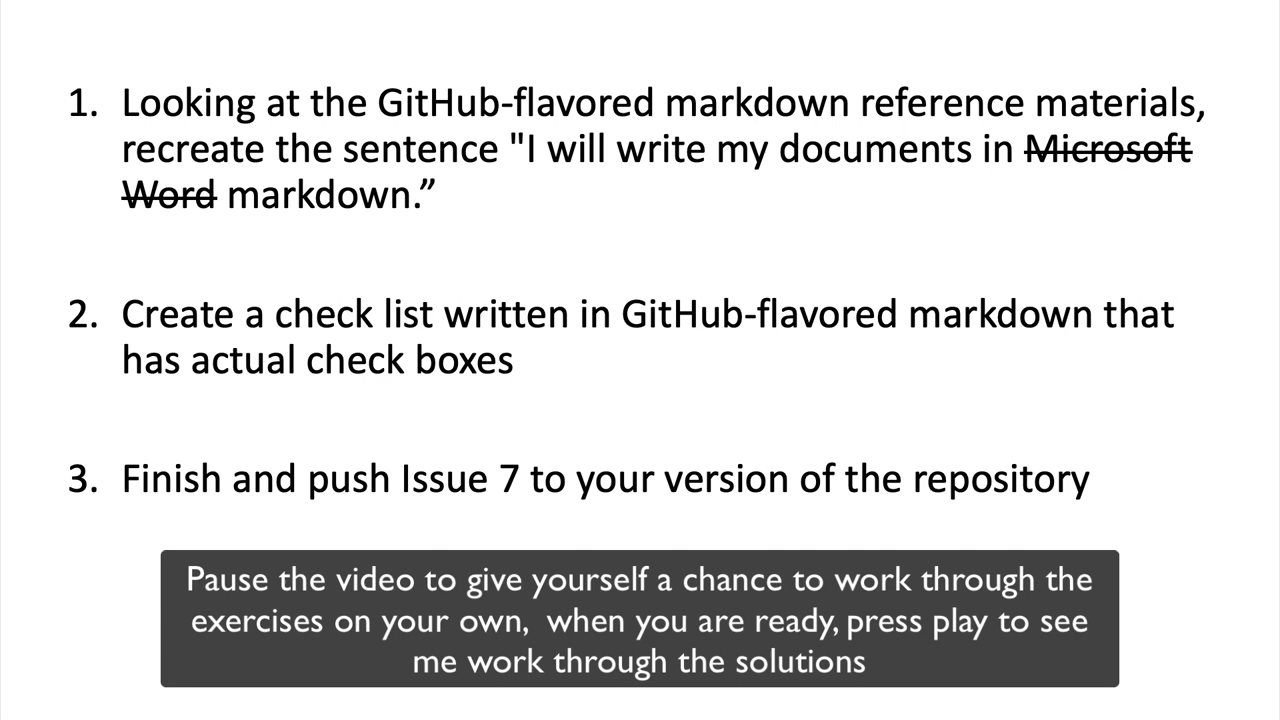 1. Looking at the GitHub-flavored markdown reference materials,
recreate the sentence "I will write my documents in Microsoft
Word markdown.”
2. Create a check list written in GitHub-flavored markdown that
has actual check boxes
3. Finish and push Issue 7 to your version of the repository
Pause the video to give yourself a chance to work through the
exercises on your own, when you are ready, press play to see
me work through the solutions